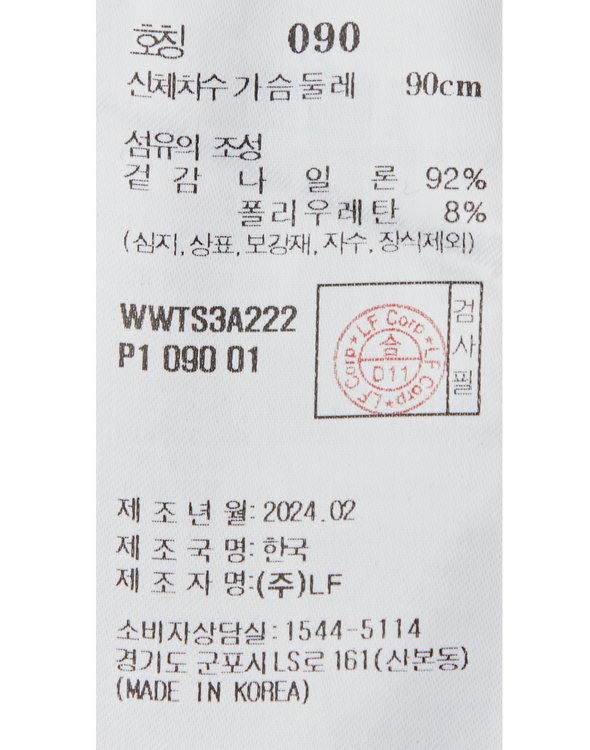 호칭 090
신체치수 가슴둘레 90cm
섬유의 조성
겉감 나일론 92%
폴리우레탄 8%
(심지, 상표, 보강재, 자수, 장식제외)
WWTS3A222
P1 090 01
LF Corp★LF Corp★LF Corp★
숨
011
검사필
제조년월: 2024.02
제조국명: 한국
제조자명:(주)LF
소비자상담실: 1544-5114
경기도 군포시 LS로 161(산본동)
(MADE IN KOREA)